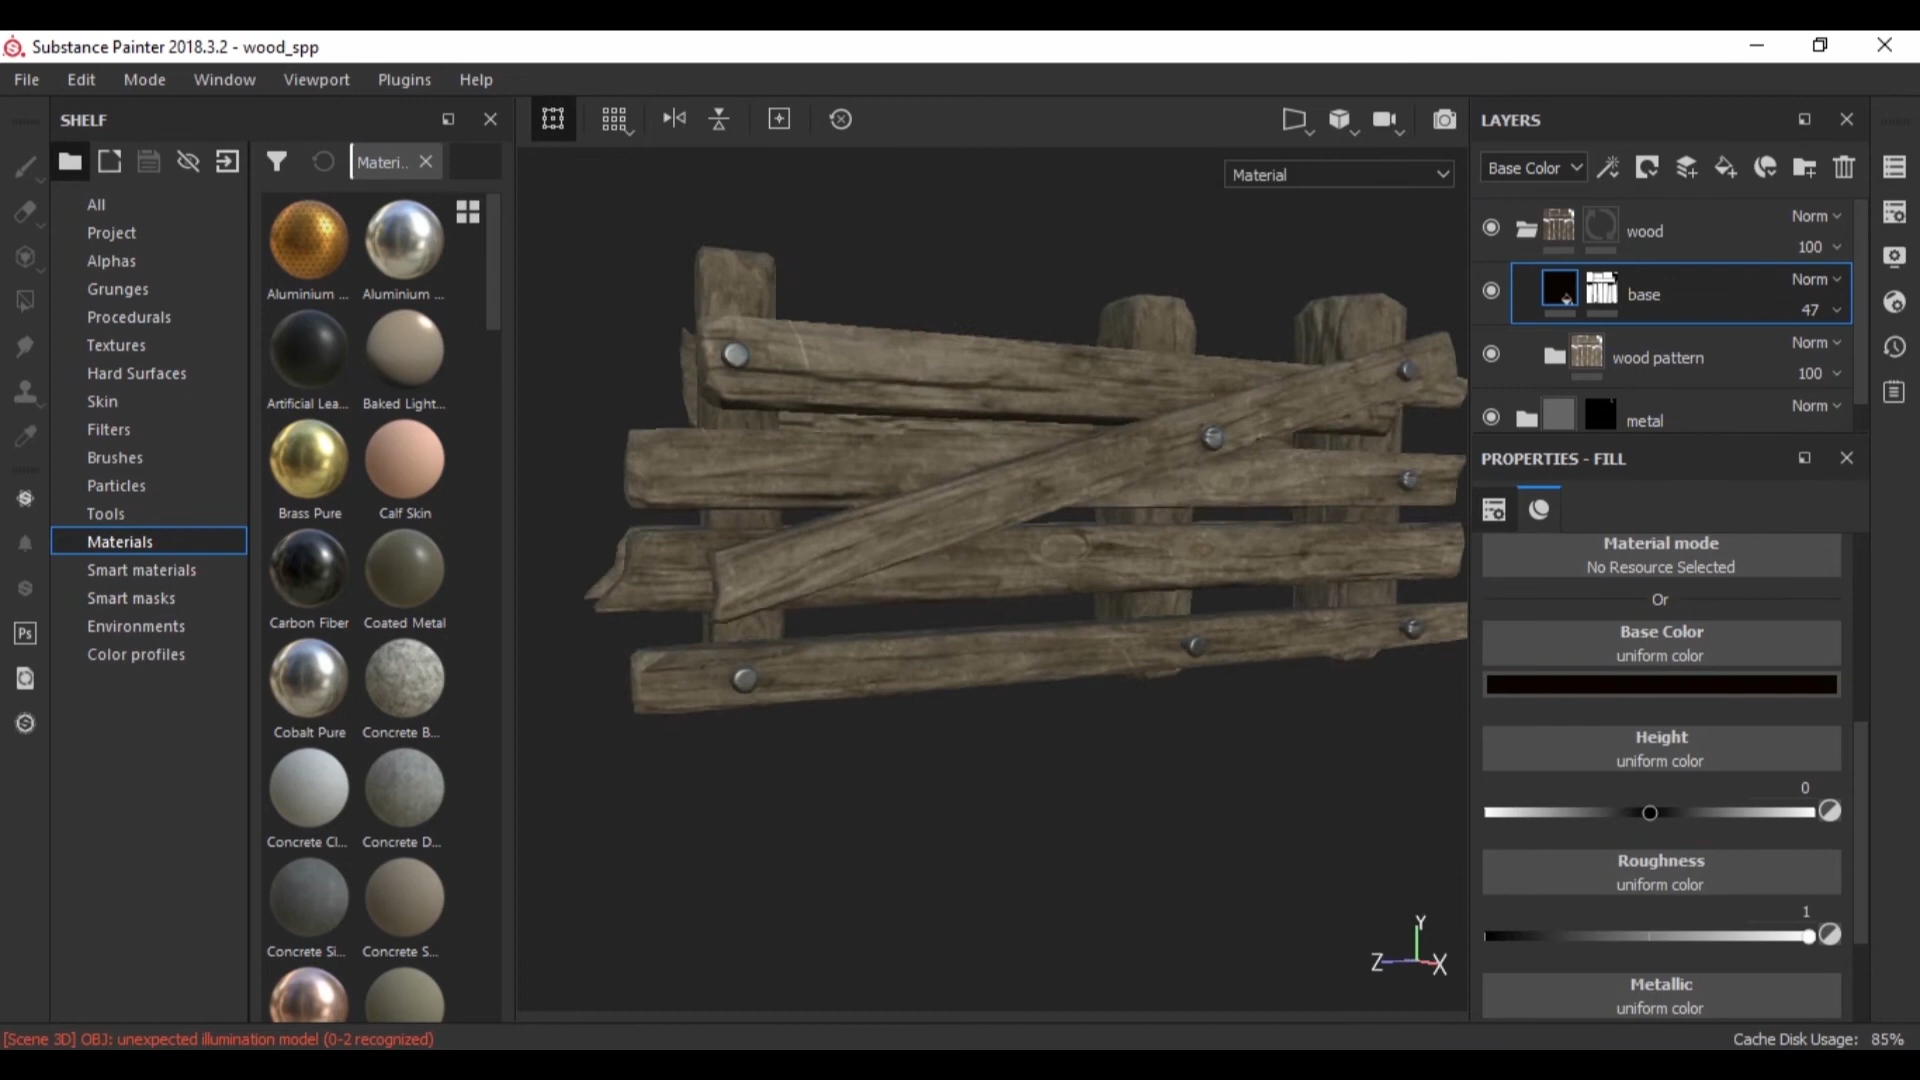 Substance Painter 2018.3.2 - wood_spp
File Edit Mode Window Viewport Plugins Help
SHELF
Materi..
All
Project
Alphas
Grunges
Procedurals
Textures
Hard Surfaces
Skin
Filters
Brushes
Particles
Tools
Materials
Smart materials
Smart masks
Environments
Color profiles
Ps
Aluminium ... Aluminium ...
Artificial Lea... Baked Light...
Brass Pure Calf Skin
Carbon Fiber Coated Metal
Cobalt Pure Concrete B...
Concrete Cl... Concrete D...
Concrete Si... Concrete S...
Material
Y
Z X
LAYERS
Base Color
wood Norm 100
base Norm 47
wood pattern Norm 100
metal Norm
PROPERTIES - FILL
Material mode
No Resource Selected
Or
Base Color
uniform color
Height
uniform color
0
Roughness
uniform color
1
Metallic
uniform color
[Scene 3D] OBJ: unexpected illumination model (0-2 recognized)
Cache Disk Usage: 85%